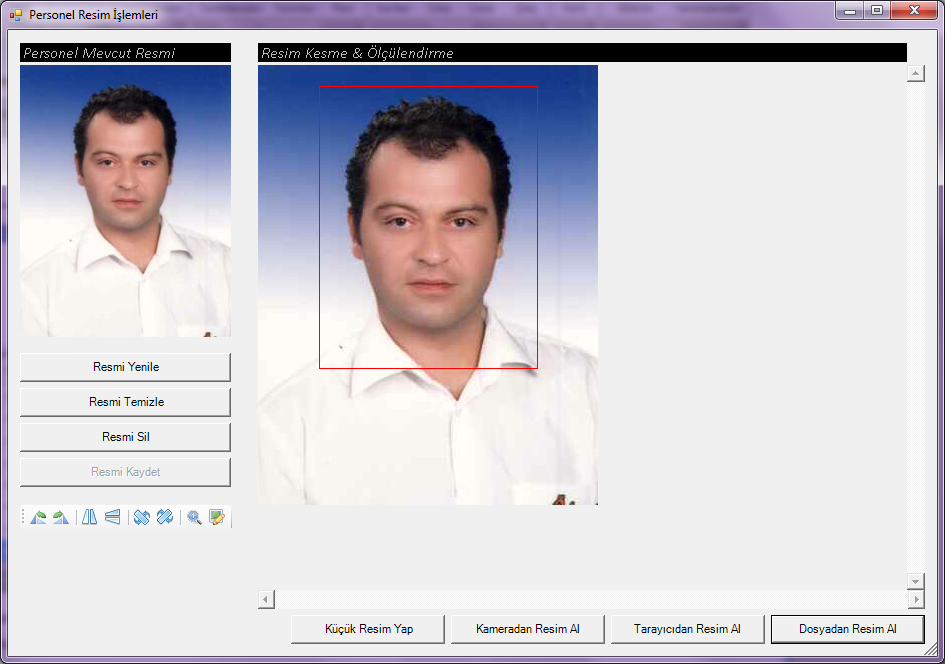 Personel Resim İşlemleri
Personel Mevcut Resmi
Resim Kesme & Ölçülendirme
Resmi Yenile
Resmi Temizle
Resmi Sil
Resmi Kaydet
Küçük Resim Yap
Kameradan Resim Al
Tarayıcıdan Resim Al
Dosyadan Resim Al